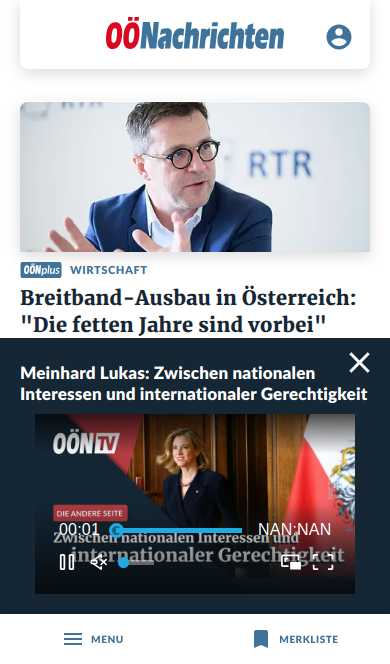 OÖNachrichten
RTR
RTR
OÖNplus WIRTSCHAFT
Breitband-Ausbau in Österreich:
"Die fetten Jahre sind vorbei"
Meinhard Lukas: Zwischen nationalen
Interessen und internationaler Gerechtigkeit
OÖN TV
DIE ANDERE SEITE
00:01 NAN:NAN
Zwischen nationalen Interessen und
internationaler Gerechtigkeit
MENU MERKLISTE